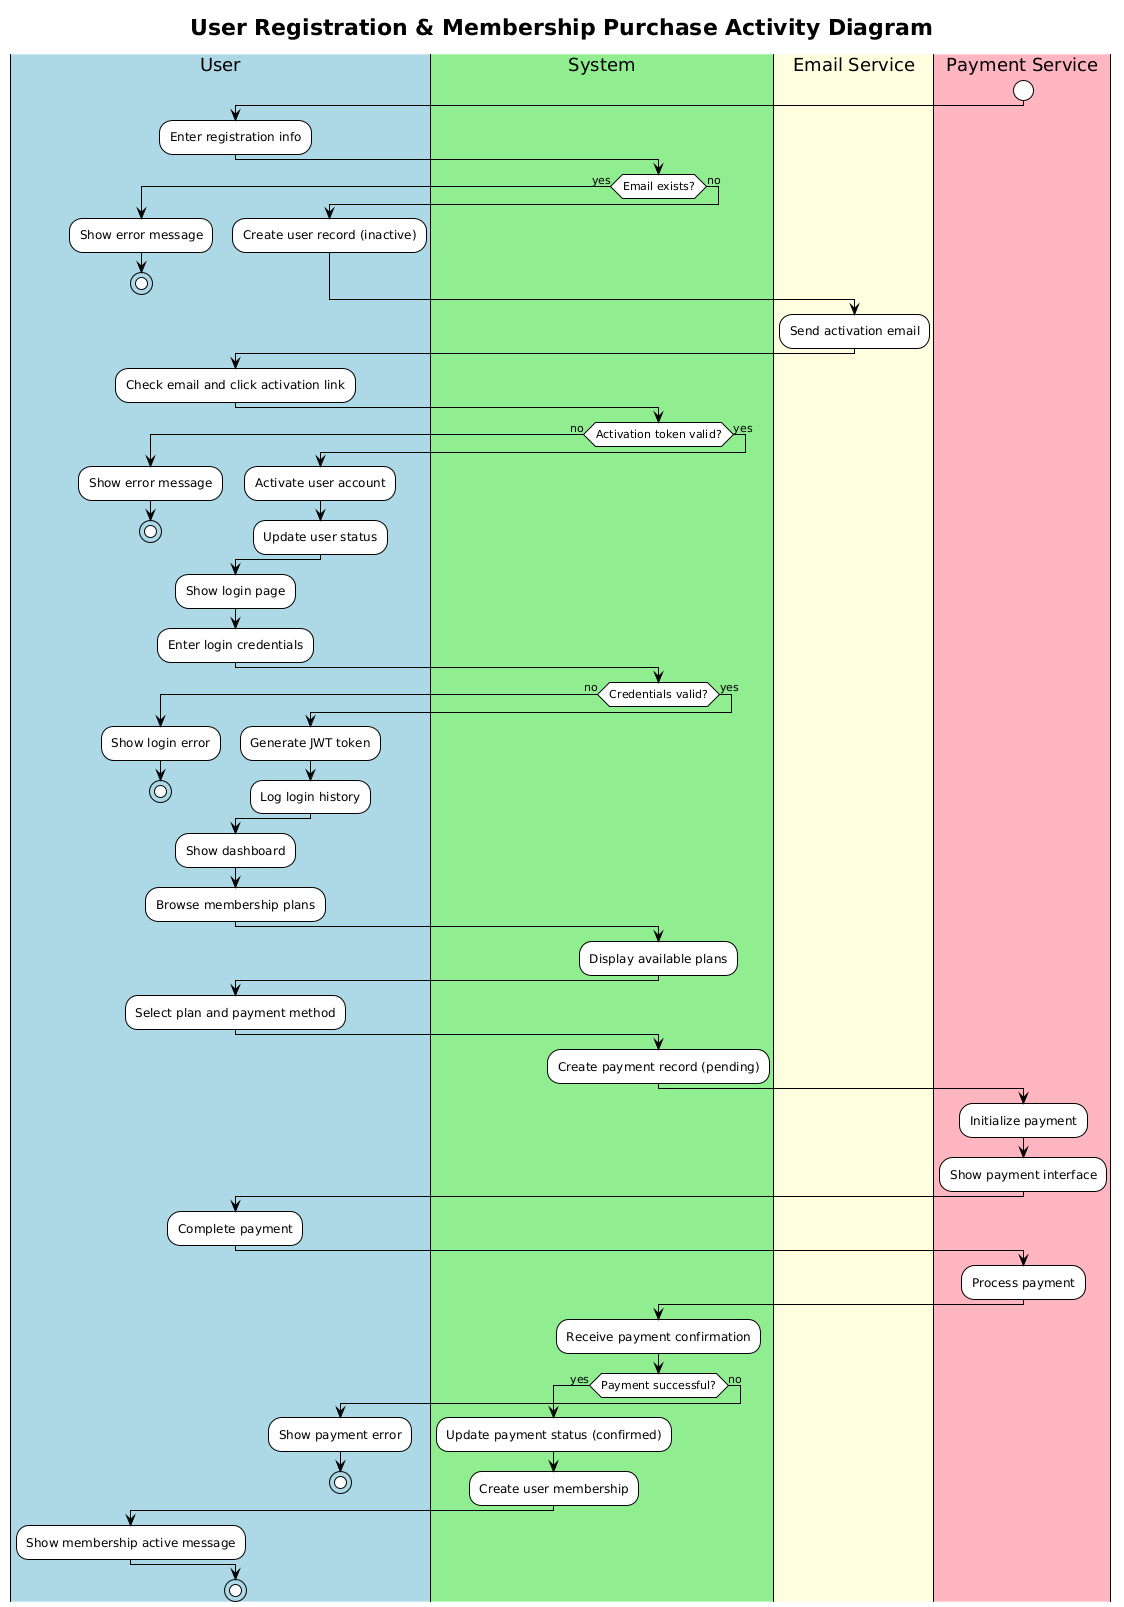 User Registration & Membership Purchase Activity Diagram
User
System
Email Service
Payment Service
Enter registration info
yes
Email exists?
no
Show error message
Create user record (inactive)
Send activation email
Check email and click activation link
no
Activation token valid?
yes
Show error message
Activate user account
Update user status
Show login page
Enter login credentials
no
Credentials valid?
yes
Show login error
Generate JWT token
Log login history
Show dashboard
Browse membership plans
Display available plans
Select plan and payment method
Create payment record (pending)
Initialize payment
Show payment interface
Complete payment
Process payment
Receive payment confirmation
yes
Payment successful?
no
Show payment error
Update payment status (confirmed)
Create user membership
Show membership active message